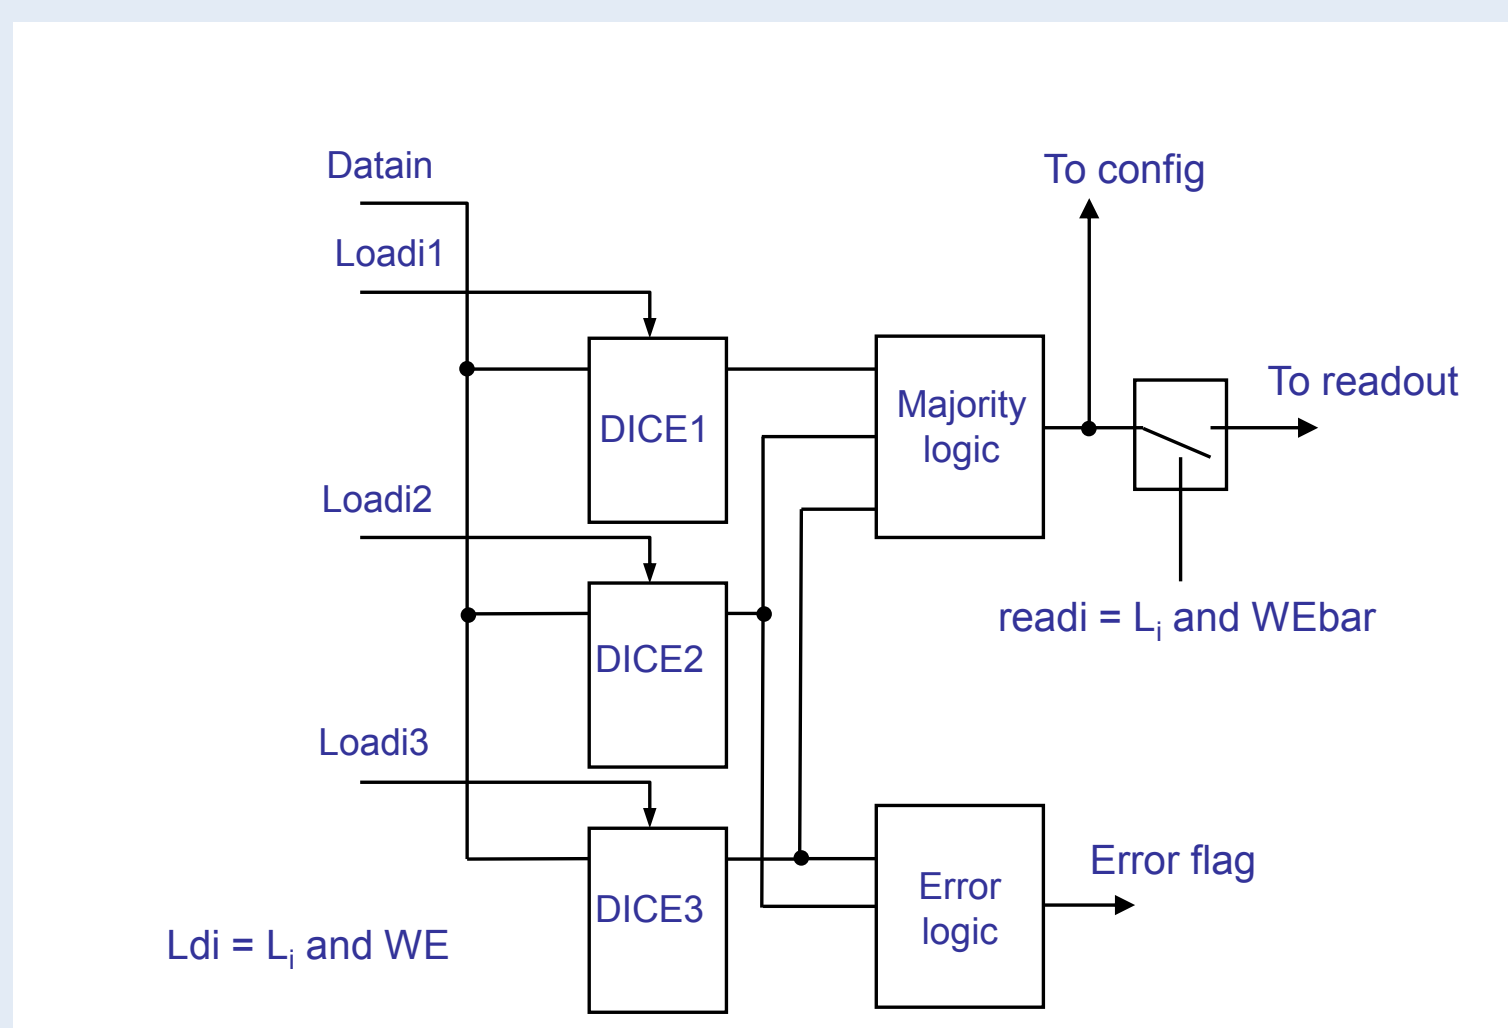 Datain
To config
Loadi1
To readout
Majority
logic
DICE1
Loadi2
readi = Lᵢ and WEbar
DICE2
Loadi3
Error flag
Error
logic
DICE3
Ldi = Lᵢ and WE